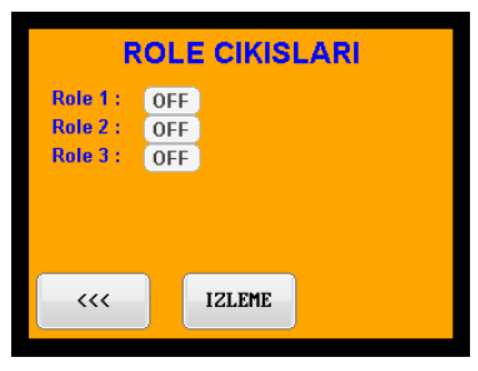 ROLE CIKISLARI
Role 1 : OFF
Role 2 : OFF
Role 3 : OFF
<<< IZLEME